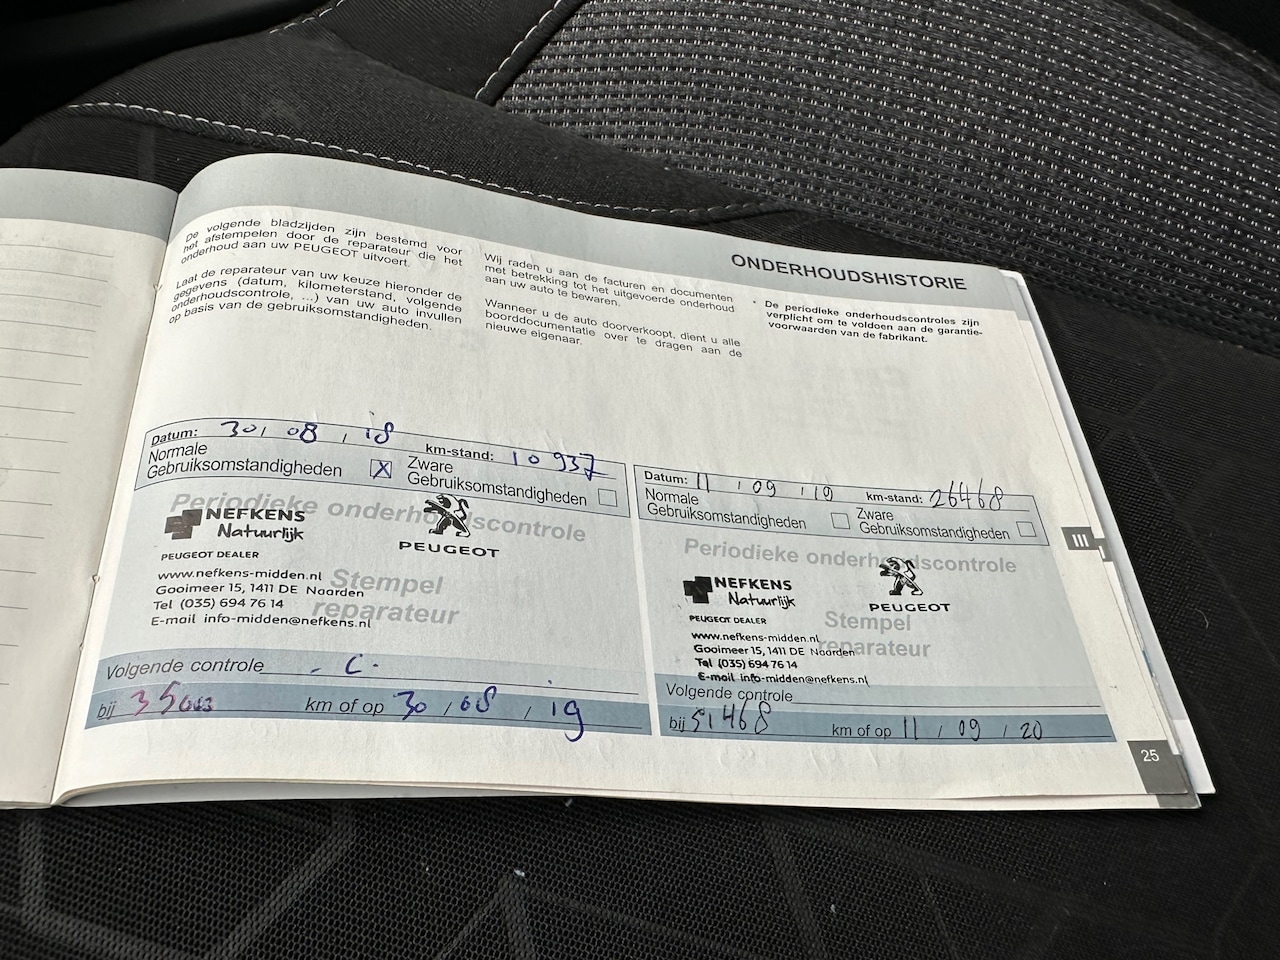 ONDERHOUDSHISTORIE
De volgende bladzijden zijn bestemd voor
het afstempelen door de reparateur die het
onderhoud aan uw PEUGEOT uitvoert.
Laat de reparateur van uw keuze hieronder de
gegevens (datum, kilometerstand, volgende
onderhoudscontrole, ...) van uw auto invullen
op basis van de gebruiksomstandigheden.
Wij raden u aan de facturen en documenten
met betrekking tot het uitgevoerde onderhoud
aan uw auto te bewaren.
Wanneer u de auto doorverkoopt, dient u alle
boorddocumentatie over te dragen aan de
nieuwe eigenaar.
De periodieke onderhoudscontroles zijn
verplicht om te voldoen aan de garantie-
voorwaarden van de fabrikant.
Datum: 30, 08, 18 km-stand: 10937
Normale
Gebruiksomstandigheden X
Zware
Gebruiksomstandigheden
Periodieke onderhoudscontrole
NEFKENS
Natuurlijk
PEUGEOT
PEUGEOT DEALER
www.nefkens-midden.nl
Gooimeer 15, 1411 DE Naarden
Tel (035) 694 76 14
E-mail info-midden@nefkens.nl
Stempel
reparateur
Volgende controle - C.
bij 35000 km of op 30, 08, 19
Datum: 11, 09, 19 km-stand: 26468
Normale
Gebruiksomstandigheden
Zware
Gebruiksomstandigheden
Periodieke onderhoudscontrole
NEFKENS
Natuurlijk
PEUGEOT
PEUGEOT DEALER
www.nefkens-midden.nl
Gooimeer 15, 1411 DE Naarden
Tel (035) 694 76 14
E-mail info-midden@nefkens.nl
Stempel
reparateur
Volgende controle
bij 51468 km of op 11 / 09 / 20
III
25